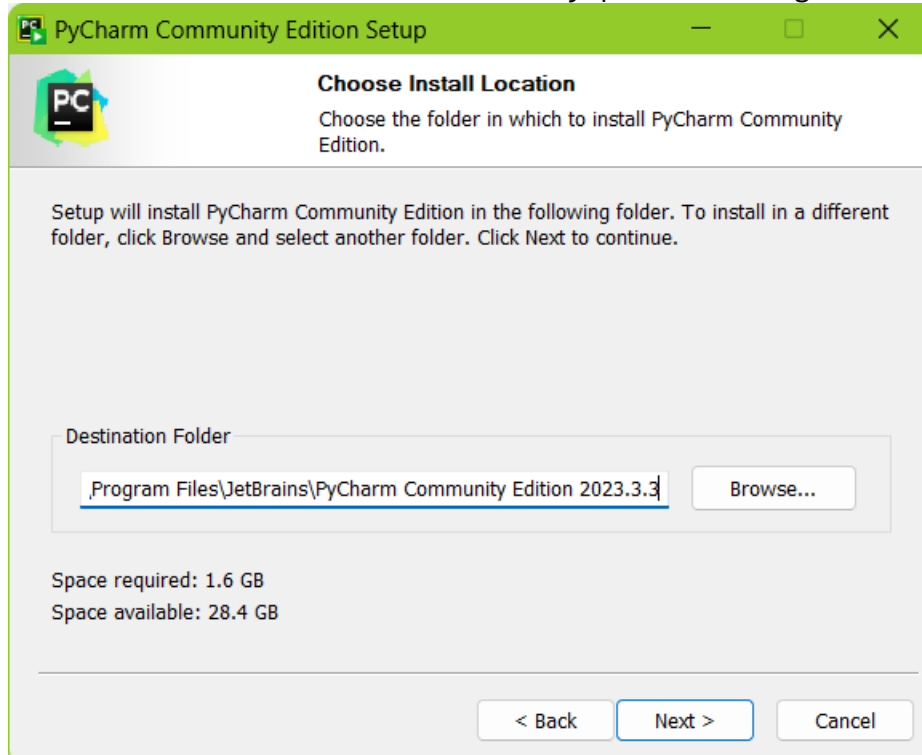 PyCharm Community Edition Setup
PC
Choose Install Location
Choose the folder in which to install PyCharm Community
Edition.
Setup will install PyCharm Community Edition in the following folder. To install in a different
folder, click Browse and select another folder. Click Next to continue.
Destination Folder
Program Files\JetBrains\PyCharm Community Edition 2023.3.3
Browse...
Space required: 1.6 GB
Space available: 28.4 GB
< Back
Next >
Cancel